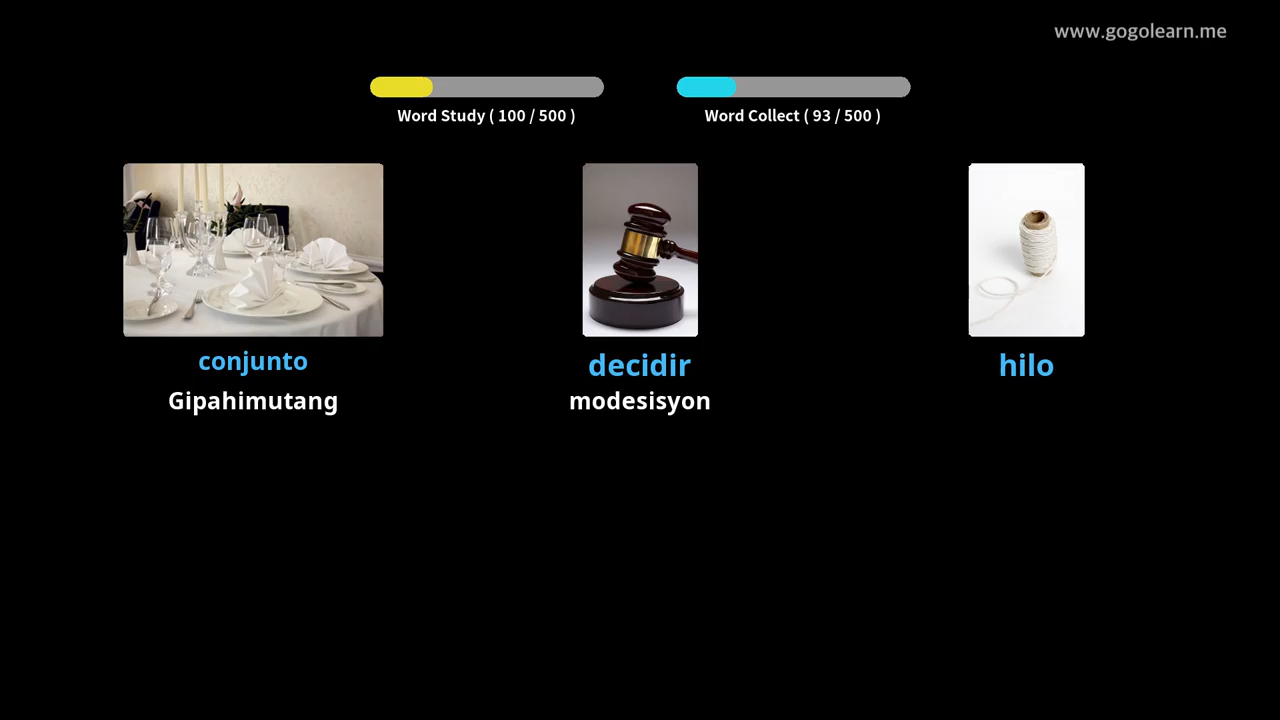 www.gogolearn.me
Word Study ( 100 / 500 )
Word Collect ( 93 / 500 )
conjunto
Gipahimutang
decidir
modesisyon
hilo